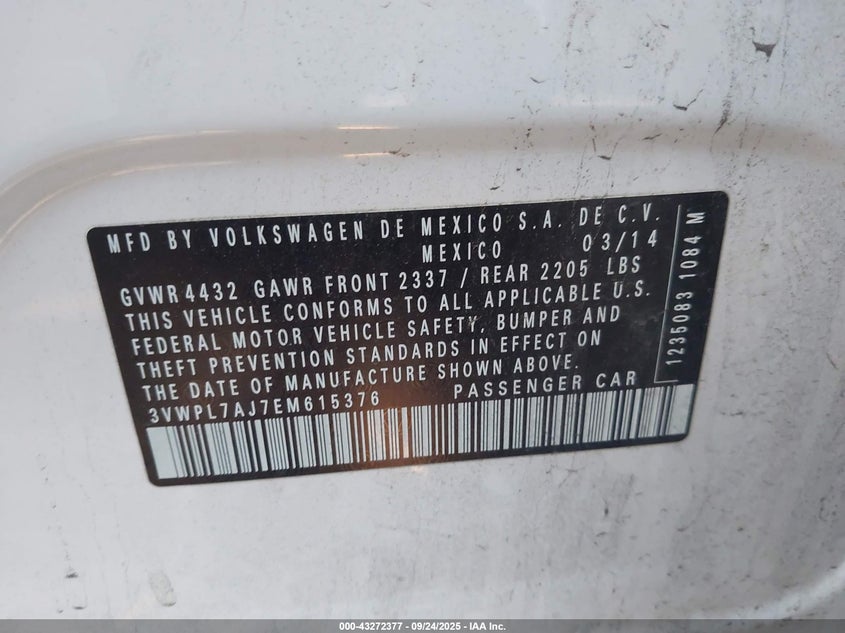 MFD BY VOLKSWAGEN DE MEXICO S.A. DE C.V.
MEXICO 03/14
GVWR 4432 GAWR FRONT 2337 / REAR 2205 LBS
THIS VEHICLE CONFORMS TO ALL APPLICABLE U.S.
FEDERAL MOTOR VEHICLE SAFETY, BUMPER AND
THEFT PREVENTION STANDARDS IN EFFECT ON
THE DATE OF MANUFACTURE SHOWN ABOVE.
3VWPL7AJ7EM615376 PASSENGER CAR
1235083 1084 M
000-43272377 - 09/24/2025 - IAA Inc.